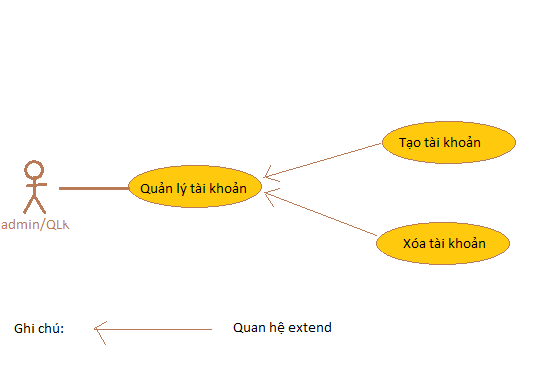 Tạo tài khoản
Quản lý tài khoản
admin/QLK
Xóa tài khoản
Ghi chú:
Quan hệ extend